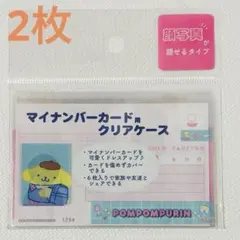 2枚
顔写真が
隠せるタイプ
マイナンバーカード用
クリアケース
・マイナンバーカードを
可愛くドレスアップ♪
・カードを傷めずカバー
できる
・6枚入りで家族や友達と
シェアできる
1234
POMPOMPURIN